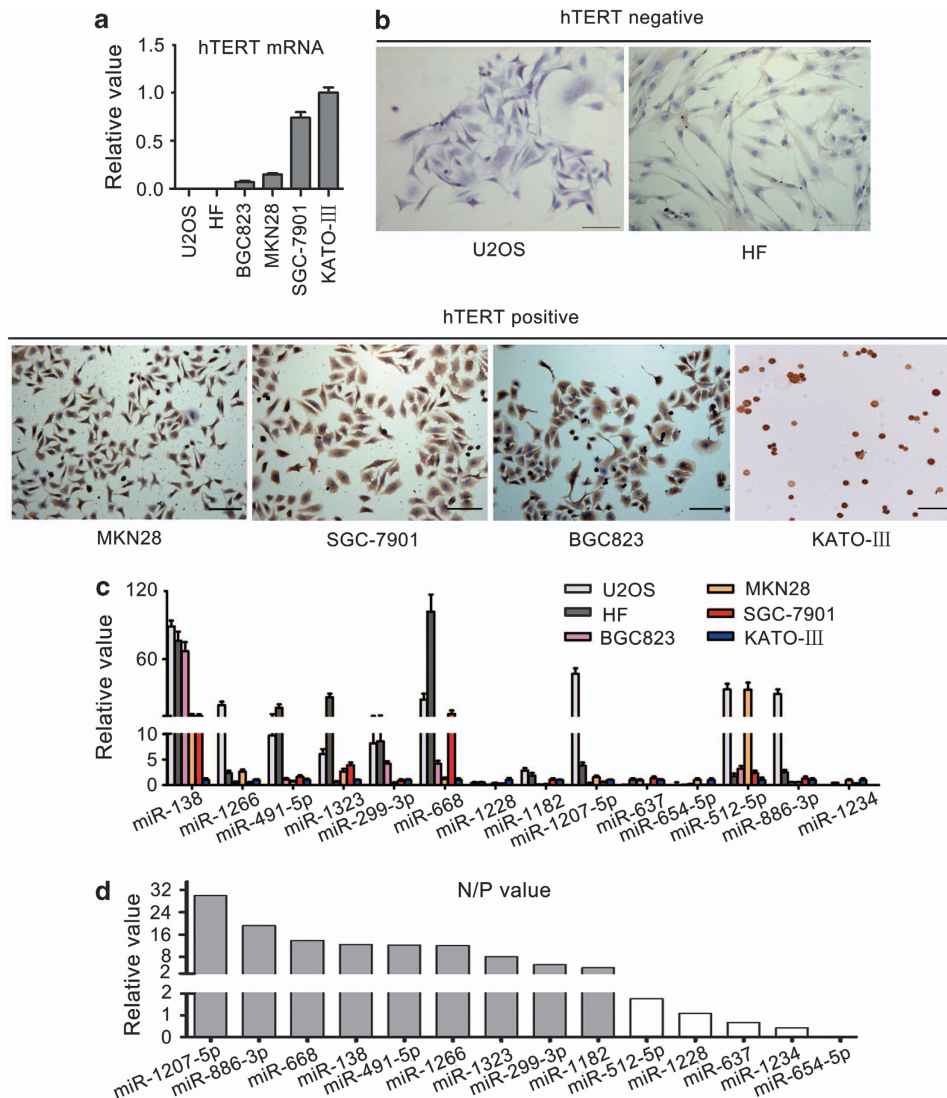 a
hTERT mRNA
Relative value
1.5
1.0
0.5
0.0
U2OS
HF
BGC823
MKN28
SGC-7901
KATO-III
b
hTERT negative
U2OS
HF
hTERT positive
MKN28
SGC-7901
BGC823
KATO-III
c
Relative value
120
60
10
5
0
U2OS
HF
BGC823
MKN28
SGC-7901
KATO-III
miR-138
miR-1266
miR-491-5p
miR-1323
miR-299-3p
miR-668
miR-1228
miR-1182
miR-1207-5p
miR-637
miR-654-5p
miR-512-5p
miR-886-3p
miR-1234
d
N/P value
Relative value
32
24
16
8
2
2
1
0
miR-1207-5p
miR-886-3p
miR-668
miR-138
miR-491-5p
miR-1266
miR-1323
miR-299-3p
miR-1182
miR-512-5p
miR-1228
miR-637
miR-1234
miR-654-5p